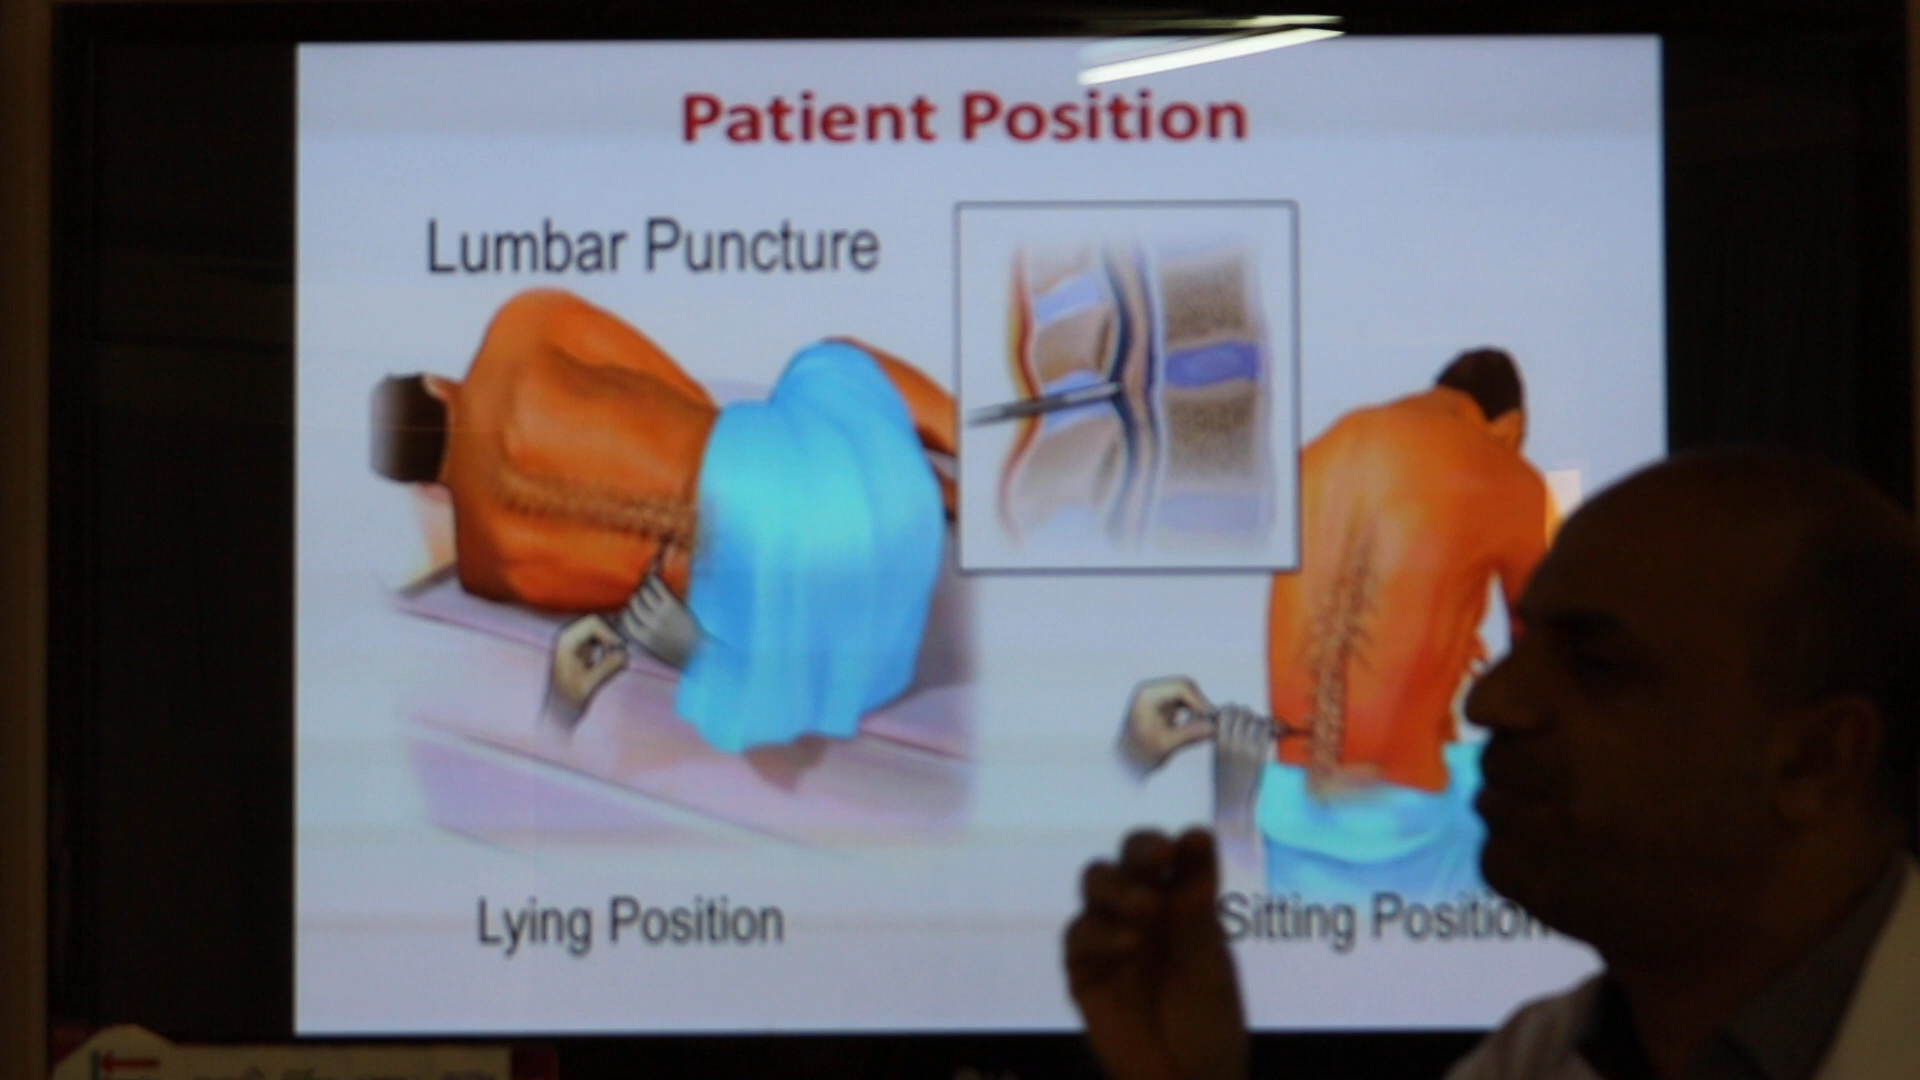 Patient Position
Lumbar Puncture
Lying Position
Sitting Position